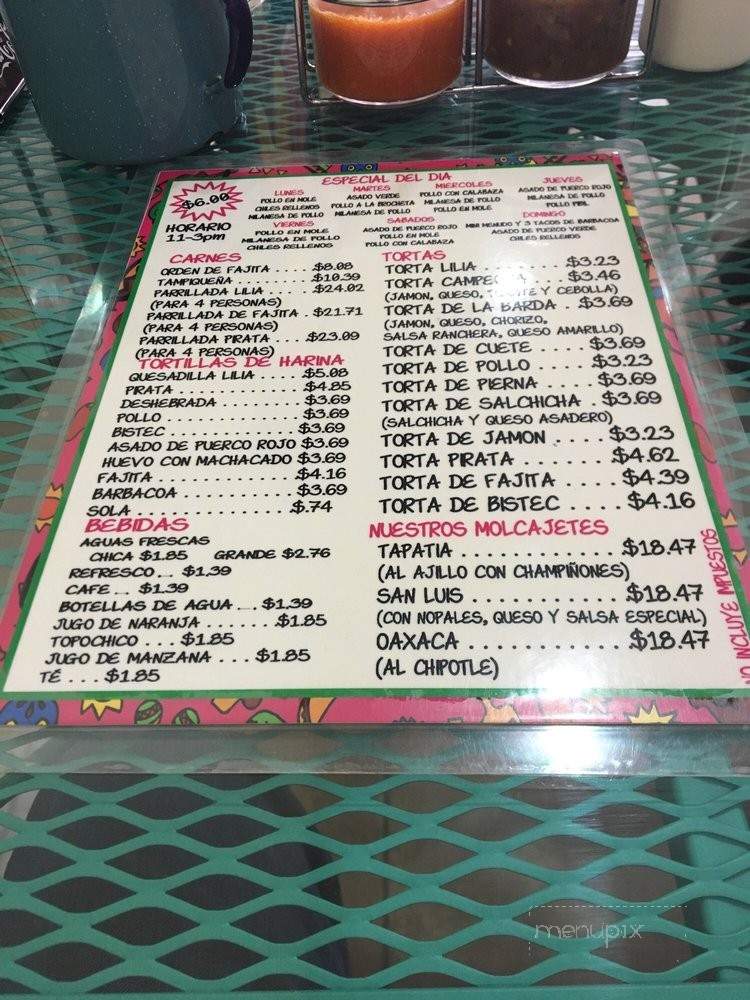 ESPECIAL DEL DIA
$6.00
HORARIO
11-3pm
LUNES
POLLO EN MOLE
CHILES RELLENOS
MILANESA DE POLLO
MARTES
ASADO VERDE
POLLO A LA BROCHETA
MILANESA DE POLLO
MIERCOLES
POLLO CON CALABAZA
MILANESA DE POLLO
POLLO EN MOLE
JUEVES
ASADO DE PUERCO ROJO
MILANESA DE POLLO
POLLO PIBIL
VIERNES
POLLO EN MOLE
MILANESA DE POLLO
CHILES RELLENOS
SABADOS
ASADO DE PUERCO ROJO
POLLO EN MOLE
POLLO CON CALABAZA
DOMINGO
MINI MENUDO Y 3 TACOS DE BARBACOA
ASADO DE PUERCO VERDE
CHILES RELLENOS
CARNES
ORDEN DE FAJITA . . . . $8.08
TAMPIQUEÑA . . . . . . . . . $10.39
PARRILLADA LILIA . . . . . $24.02
(PARA 4 PERSONAS)
PARRILLADA DE FAJITA . $21.71
(PARA 4 PERSONAS)
PARRILLADA PIRATA . . . $23.09
(PARA 4 PERSONAS)
TORTILLAS DE HARINA
QUESADILLA LILIA . . . . . $5.08
PIRATA . . . . . . . . . . . . . . $4.85
DESHEBRADA . . . . . . . . . $3.69
POLLO . . . . . . . . . . . . . . $3.69
BISTEC . . . . . . . . . . . . . $3.69
ASADO DE PUERCO ROJO $3.69
HUEVO CON MACHACADO $3.69
FAJITA . . . . . . . . . . . . . . $4.16
BARBACOA . . . . . . . . . . . $3.69
SOLA . . . . . . . . . . . . . . $.74
BEBIDAS
AGUAS FRESCAS
CHICA $1.85 GRANDE $2.76
REFRESCO . . $1.39
CAFE . . $1.39
BOTELLAS DE AGUA . . . $1.39
JUGO DE NARANJA . . . . . . . $1.85
TOPOCHICO . . . $1.85
JUGO DE MANZANA . . . $1.85
TÉ . . . $1.85
TORTAS
TORTA LILIA . . . . . . . . $3.23
TORTA CAMPE . . $3.46
(JAMON, QUESO, Y CEBOLLA)
TORTA DE LA BARDA . . $3.69
(JAMON, QUESO, CHORIZO,
SALSA RANCHERA, QUESO AMARILLO)
TORTA DE CUETE . . . . $3.69
TORTA DE POLLO . . . . . $3.23
TORTA DE PIERNA . . . . $3.69
TORTA DE SALCHICHA . . $3.69
(SALCHICHA Y QUESO ASADERO)
TORTA DE JAMON . . . . $3.23
TORTA PIRATA . . . . . . . $4.62
TORTA DE FAJITA . . . . . $4.39
TORTA DE BISTEC . . . . $4.16
NUESTROS MOLCAJETES
TAPATIA . . . . . . . . . . . . $18.47
(AL AJILLO CON CHAMPIÑONES)
SAN LUIS . . . . . . . . . . . $18.47
(CON NOPALES, QUESO Y SALSA ESPECIAL)
OAXACA . . . . . . . . . . . . $18.47
(AL CHIPOTLE)
NO INCLUYE IMPUESTOS
menupix